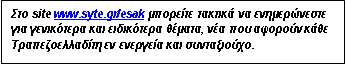 Στο site www.syte.gr/esak μπορείτε τακτικά να ενημερώνεστε
για γενικότερα και ειδικότερα θέματα, νέα που αφορούν κάθε
Τραπεζοελλαδίτη εν ενεργεία και συνταξιούχο.